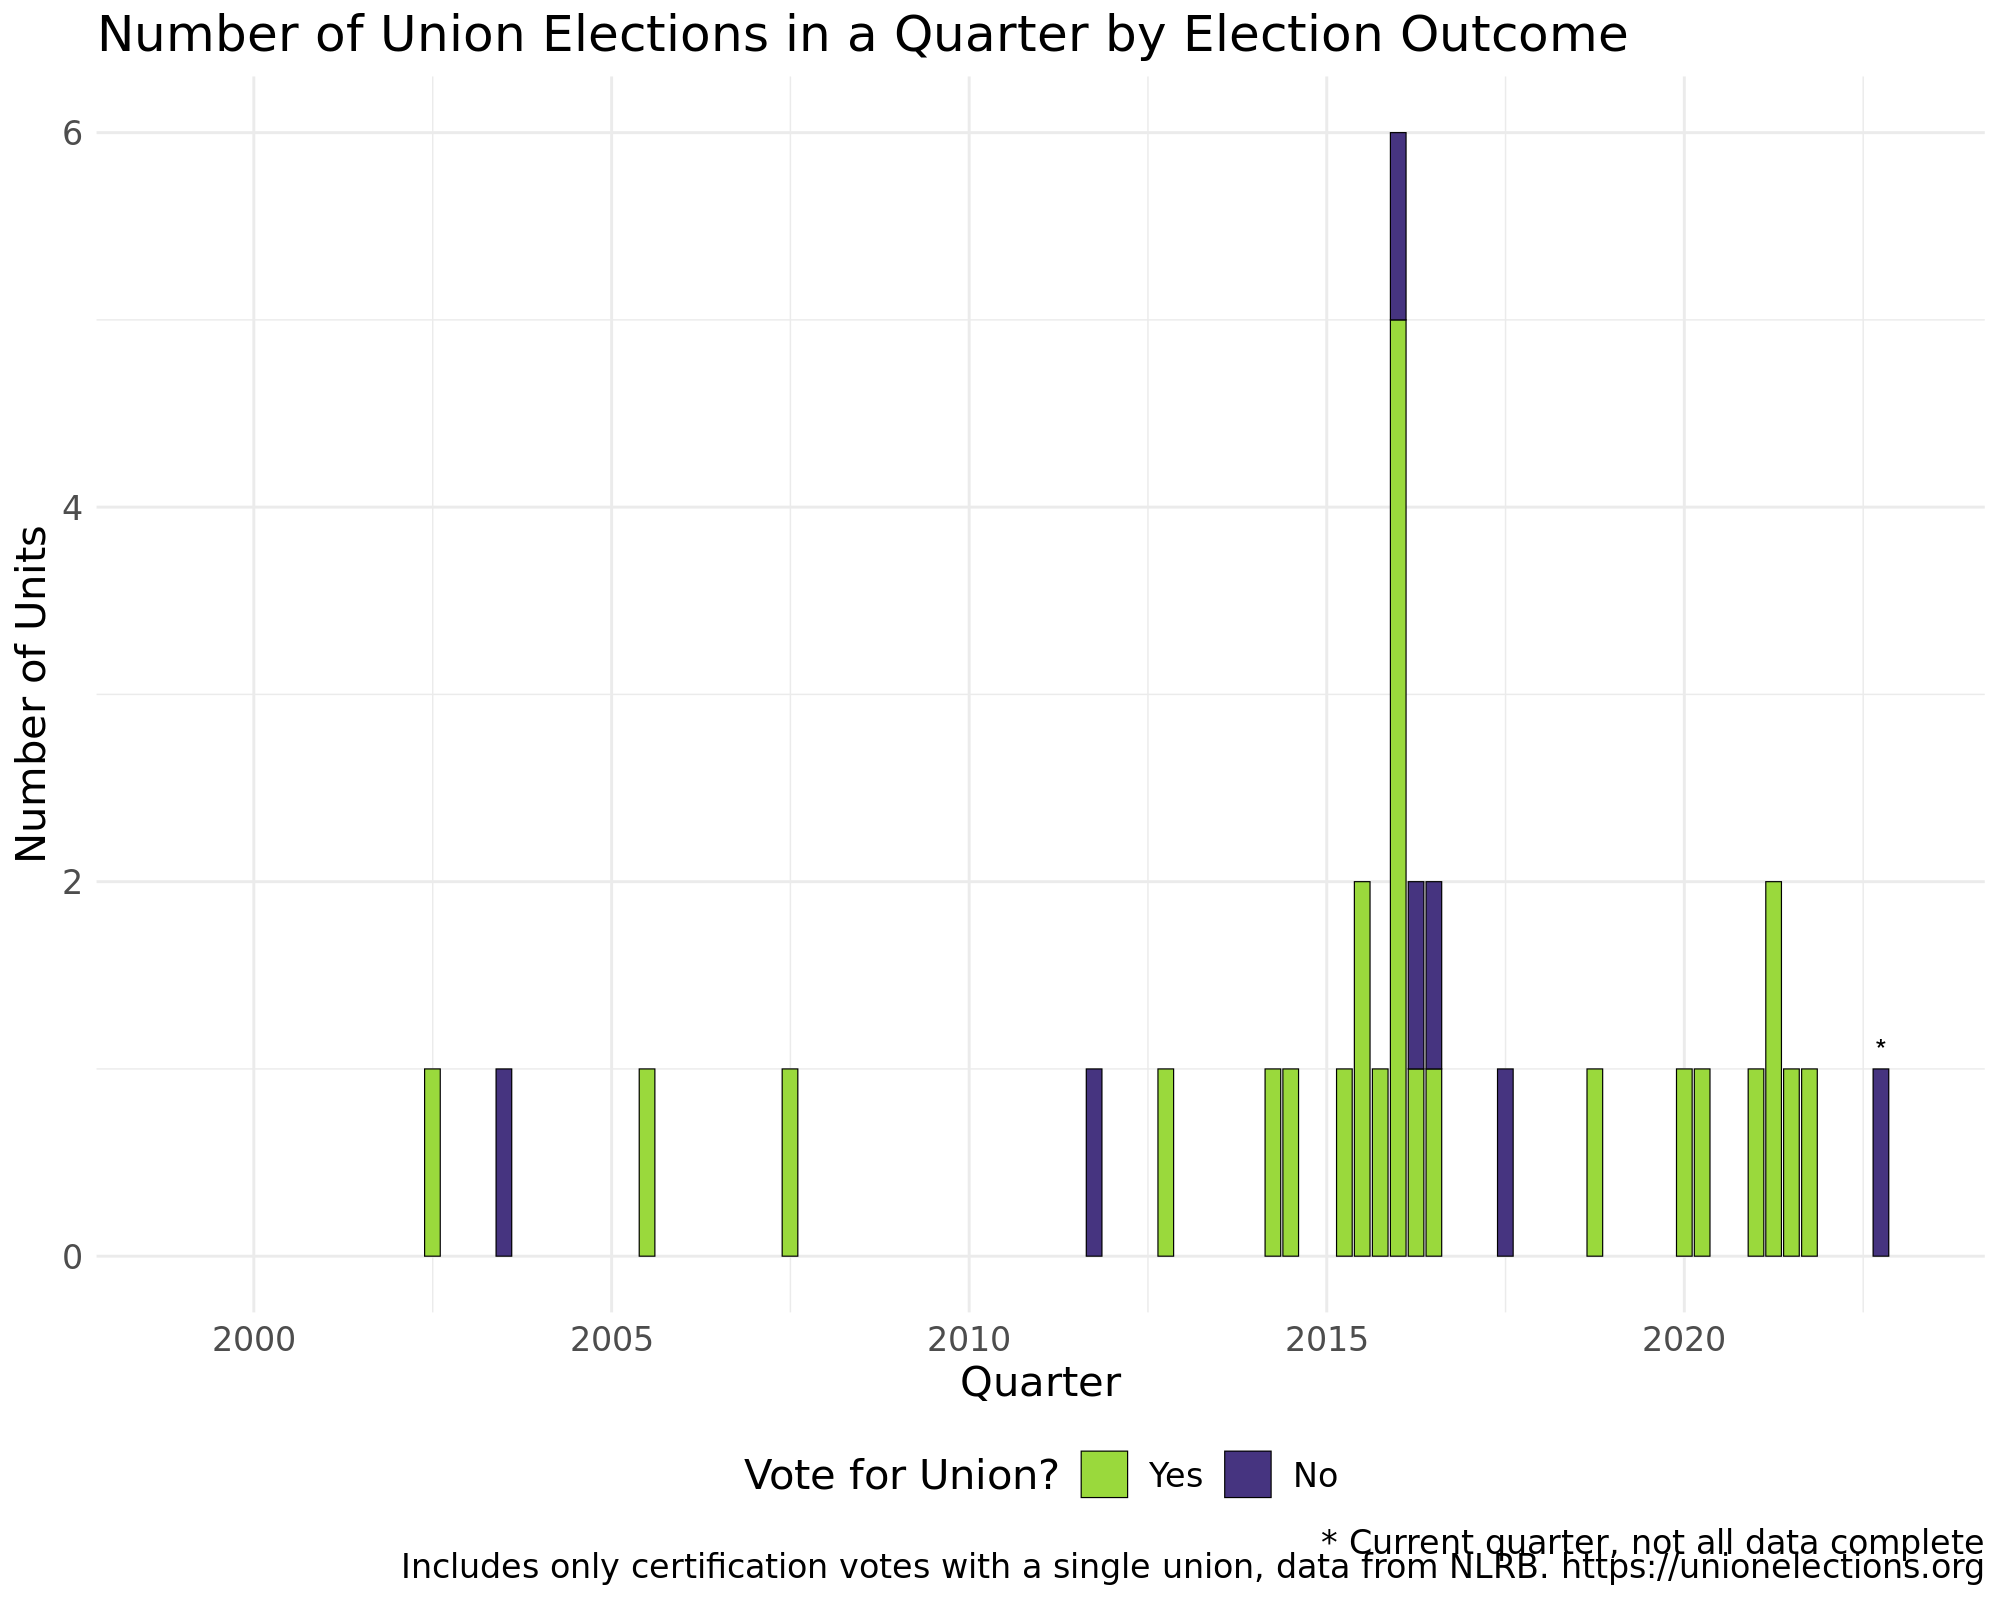 Number of Union Elections in a Quarter by Election Outcome
6
4
2
0
Number of Units
*
2000 2005 2010 2015 2020
Quarter
Vote for Union? Yes No
* Current quarter, not all data complete
Includes only certification votes with a single union, data from NLRB. https://unionelections.org